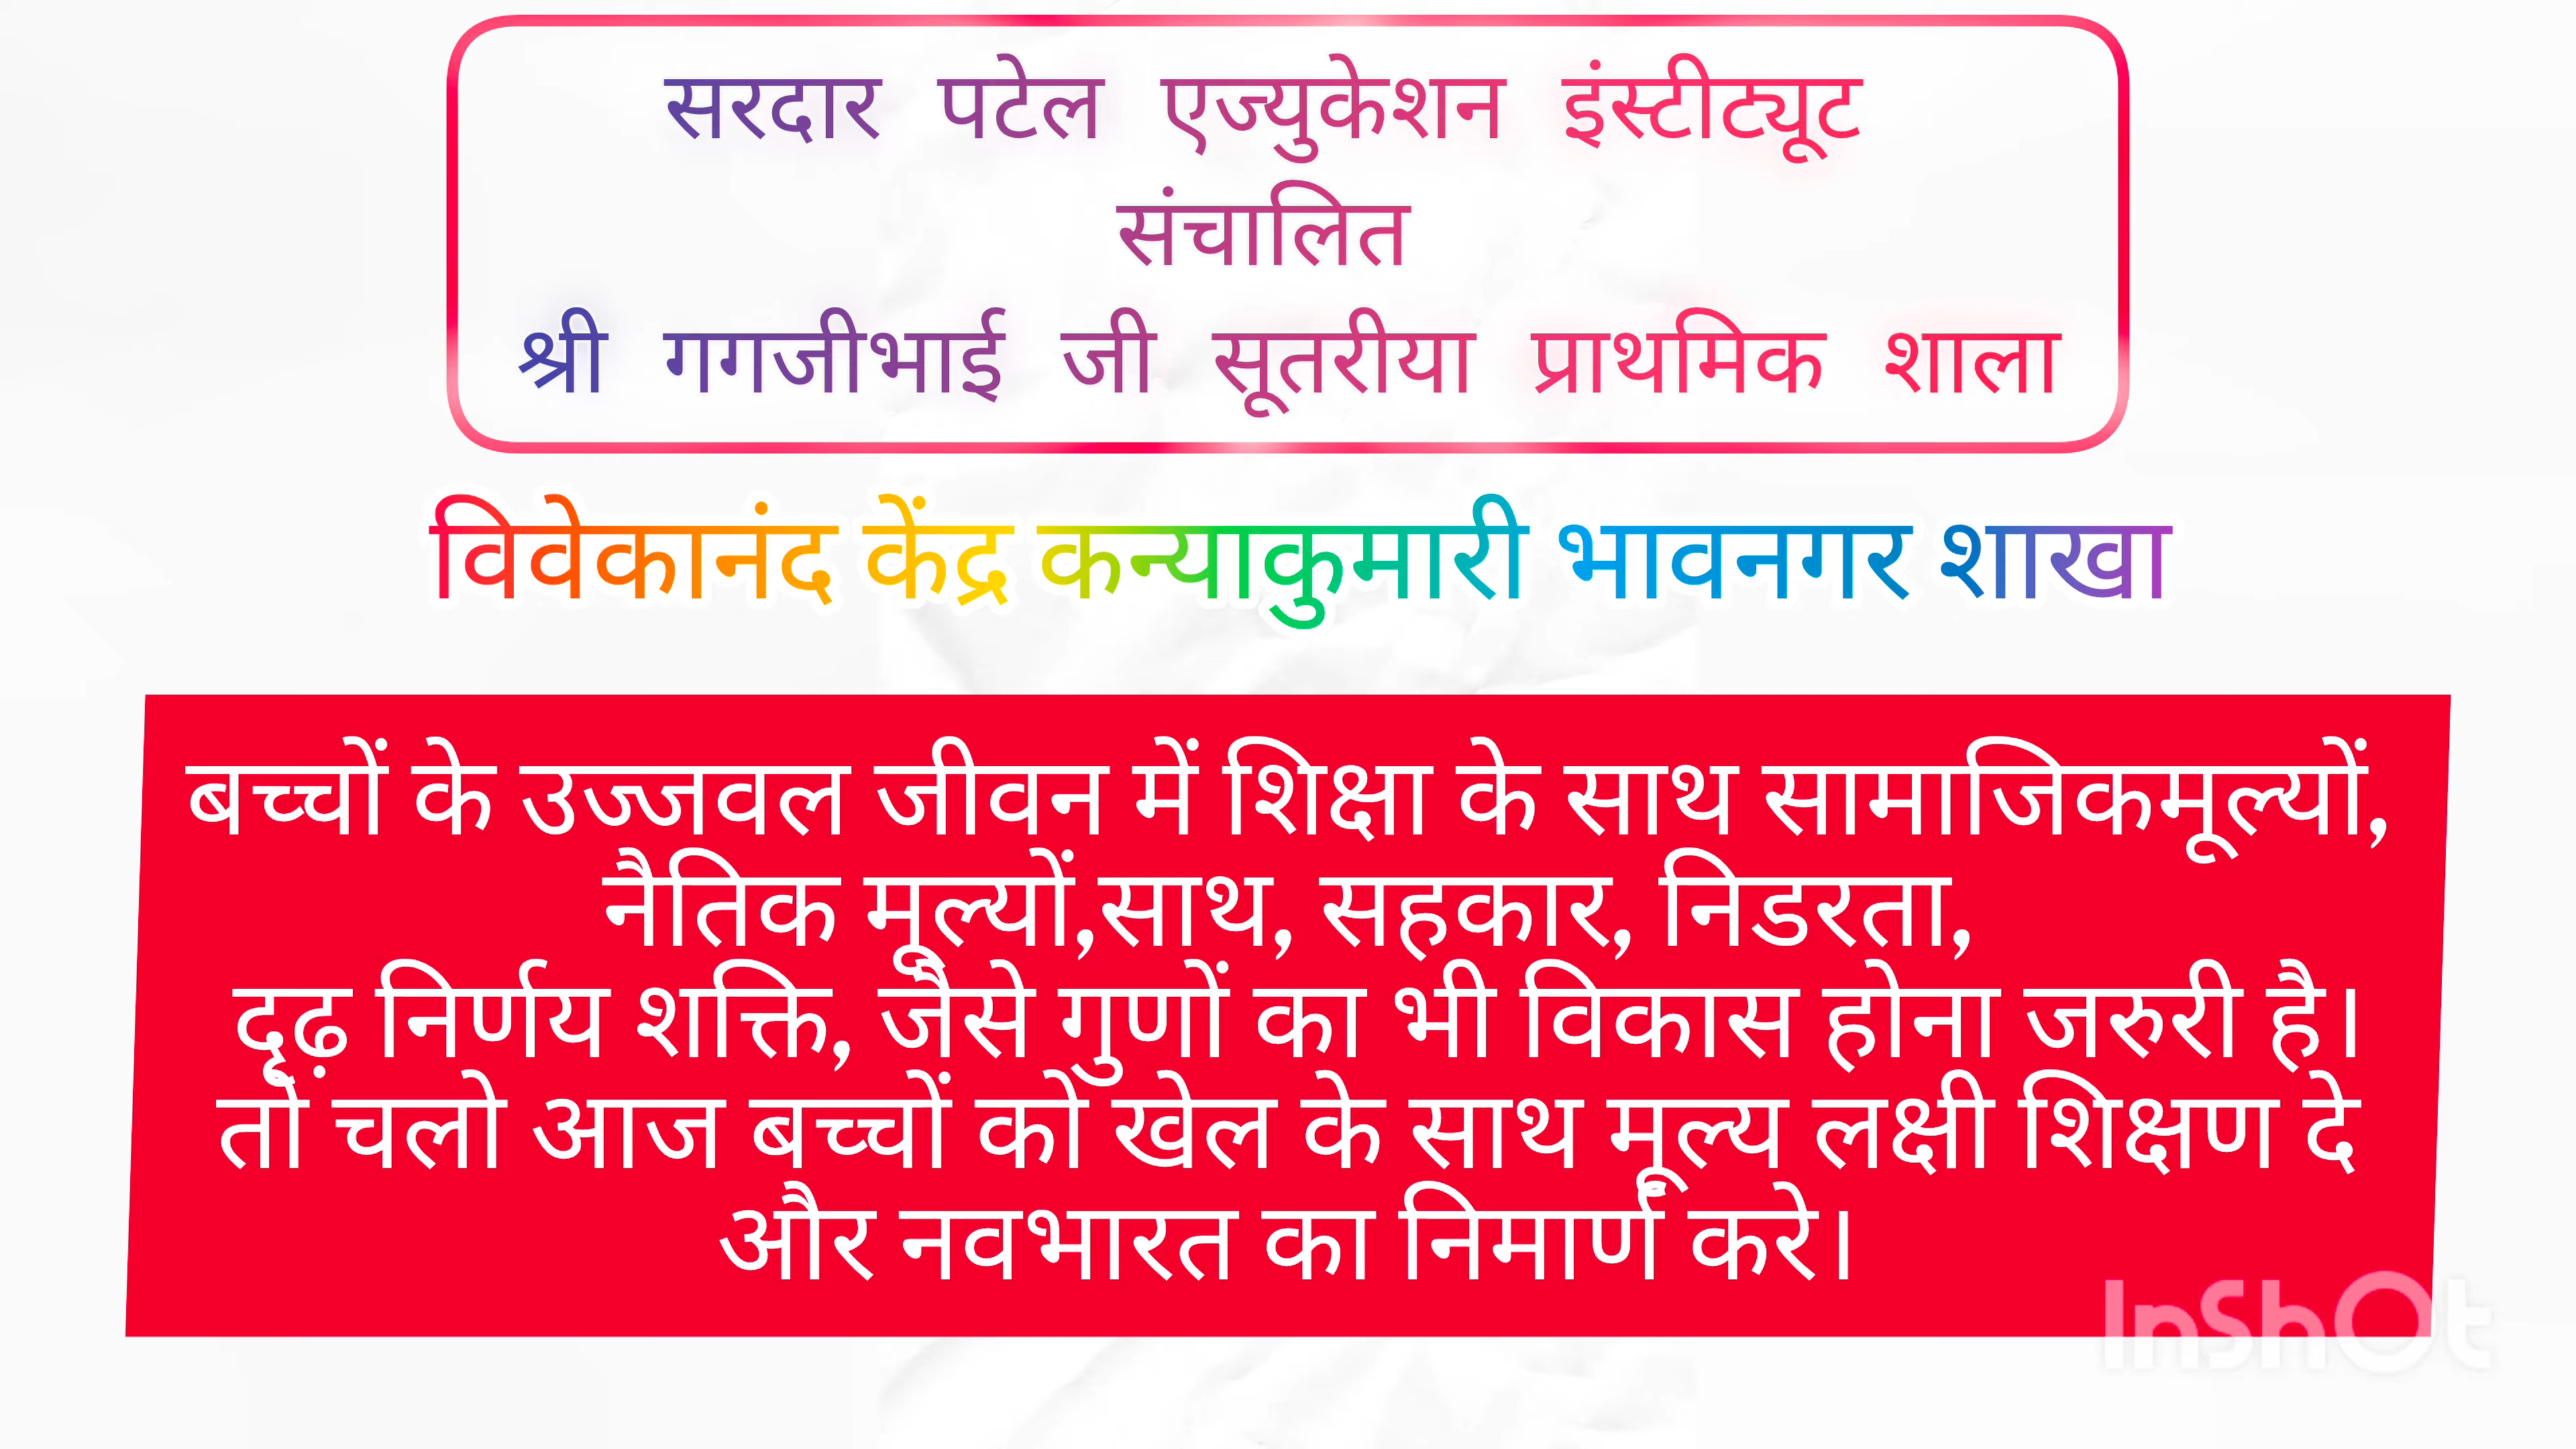 सरदार पटेल एज्युकेशन इंस्टीट्यूट
संचालित
श्री गगजीभाई जी सूतरीया प्राथमिक शाला
विवेकानंद केंद्र कन्याकुमारी भावनगर शाखा
बच्चों के उज्जवल जीवन में शिक्षा के साथ सामाजिकमूल्यों,
नैतिक मूल्यों,साथ, सहकार, निडरता,
दृढ़ निर्णय शक्ति, जैसे गुणों का भी विकास होना जरुरी है।
तो चलो आज बच्चों को खेल के साथ मूल्य लक्षी शिक्षण दे
और नवभारत का निमार्ण करे।
InShOt